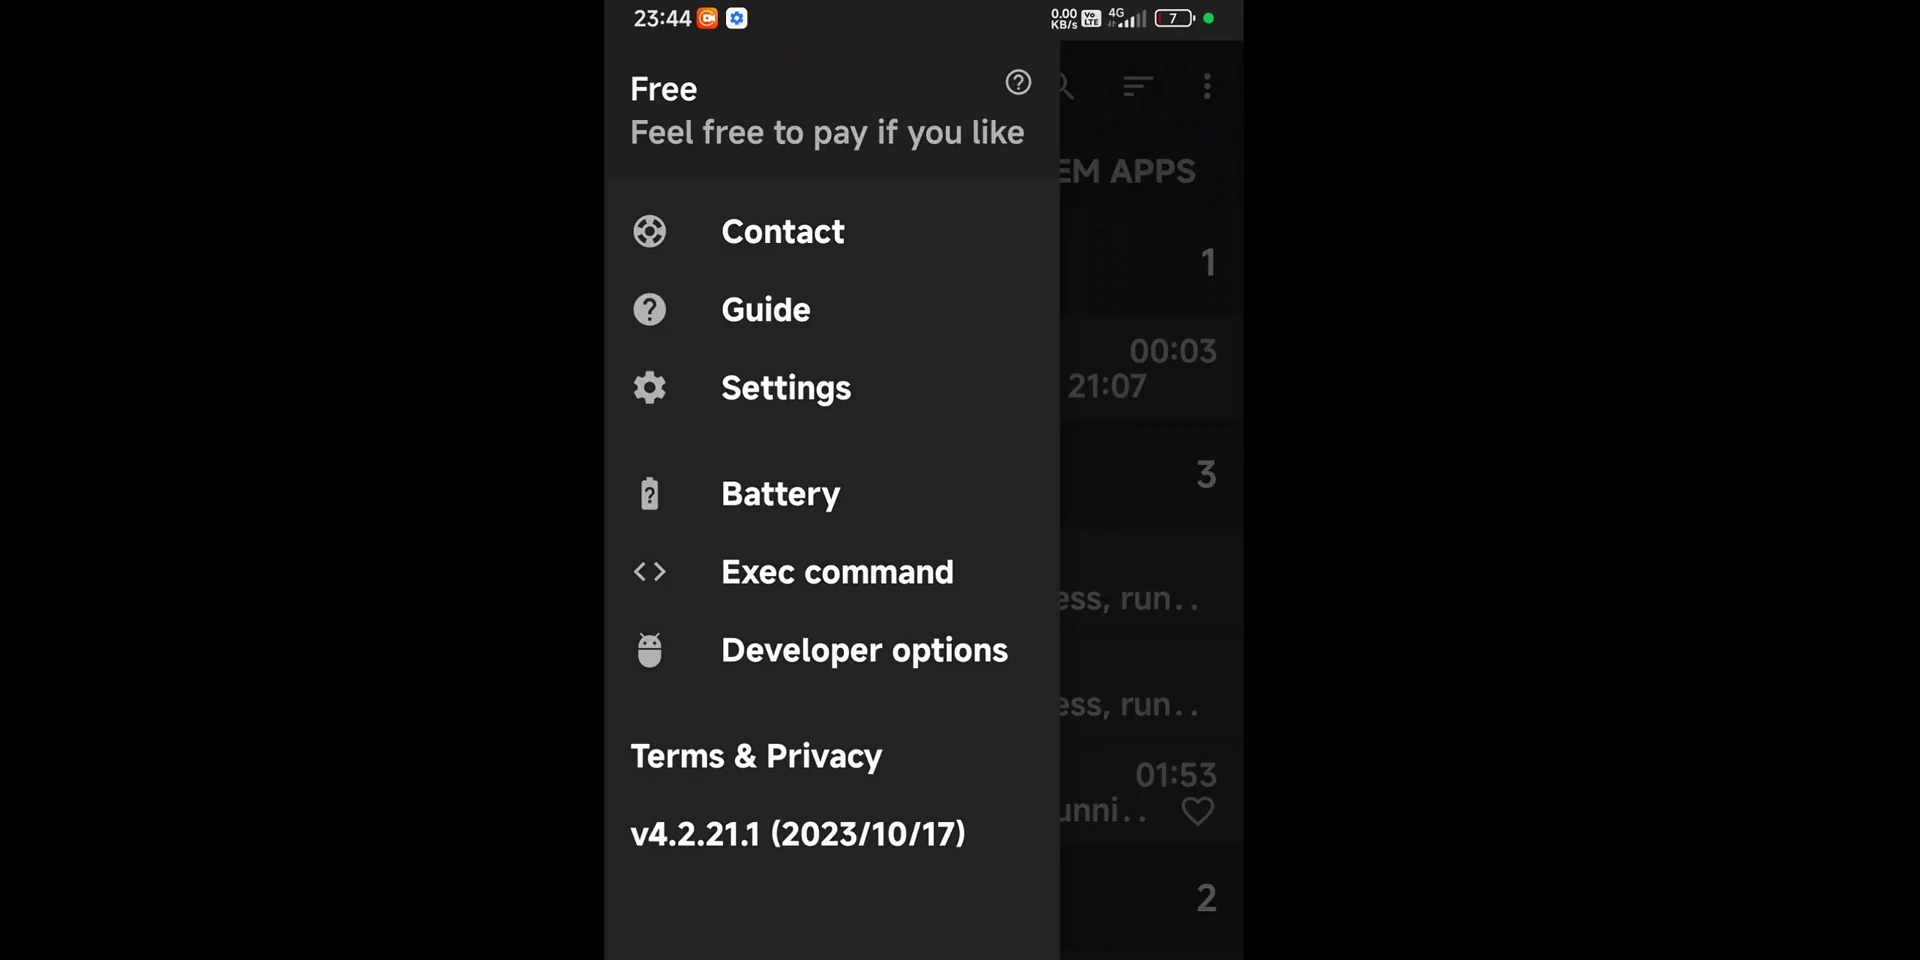 23:44 0.00 KB/s Vo LTE 4G 7
Free
Feel free to pay if you like
EM APPS
Contact
1
Guide
00:03
21:07
Settings
3
Battery
Exec command
ess, run..
Developer options
ess, run..
Terms & Privacy
01:53
unni..
v4.2.21.1 (2023/10/17)
2